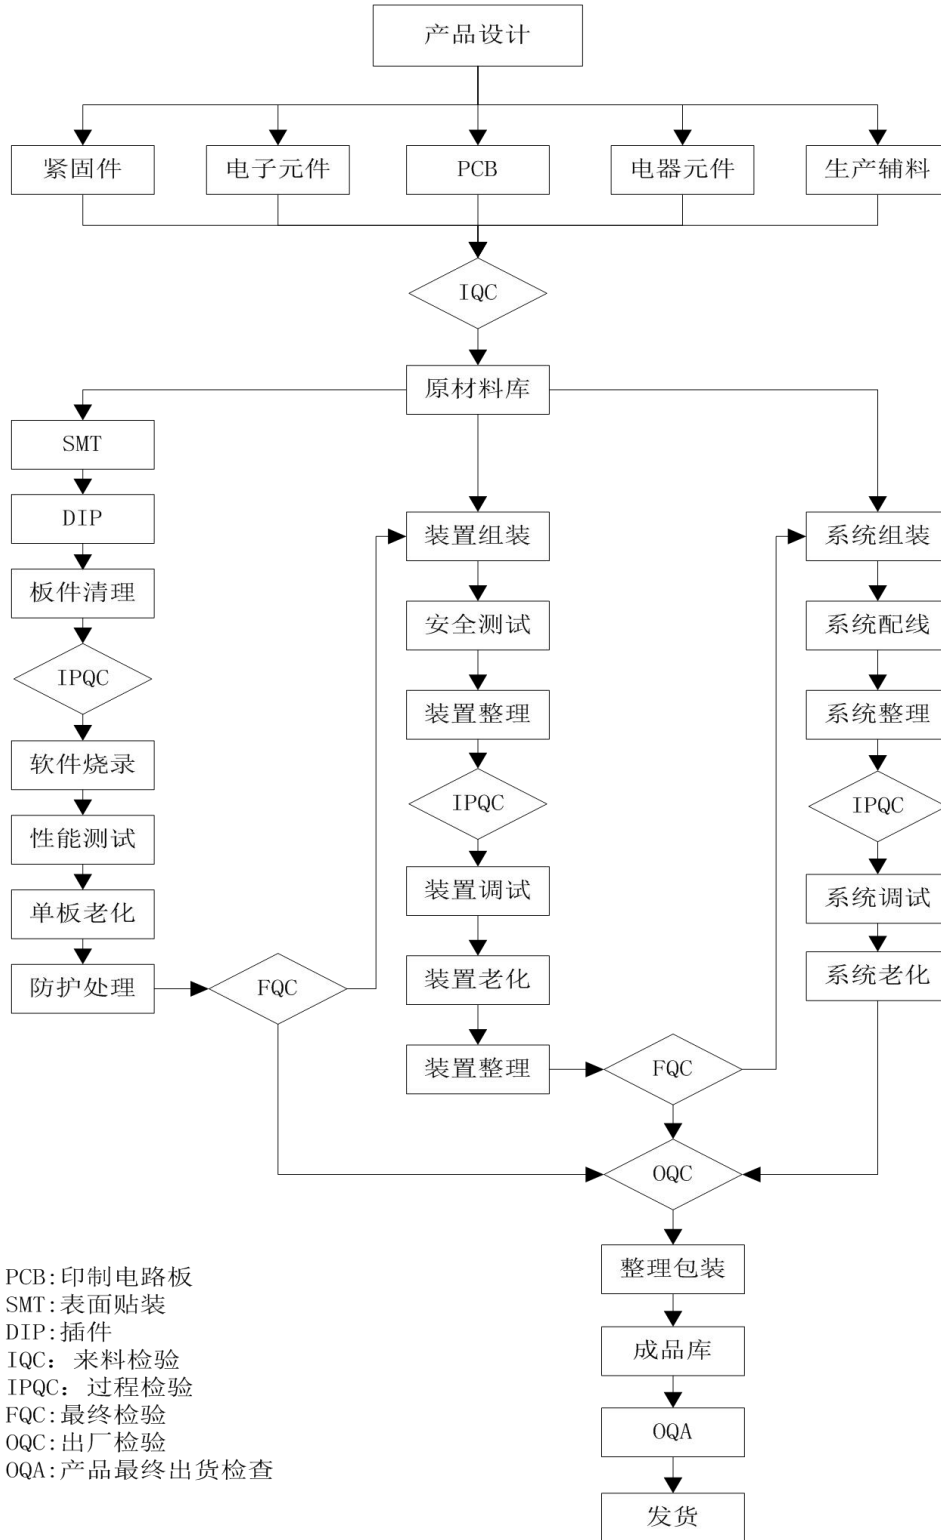 产品设计
紧固件
电子元件
PCB
电器元件
生产辅料
IQC
原材料库
SMT
DIP
板件清理
IPQC
软件烧录
性能测试
单板老化
防护处理
FQC
装置组装
安全测试
装置整理
IPQC
装置调试
装置老化
装置整理
FQC
系统组装
系统配线
系统整理
IPQC
系统调试
系统老化
OQC
整理包装
成品库
OQA
发货
PCB:印制电路板
SMT:表面贴装
DIP:插件
IQC: 来料检验
IPQC: 过程检验
FQC:最终检验
OQC:出厂检验
OQA:产品最终出货检查